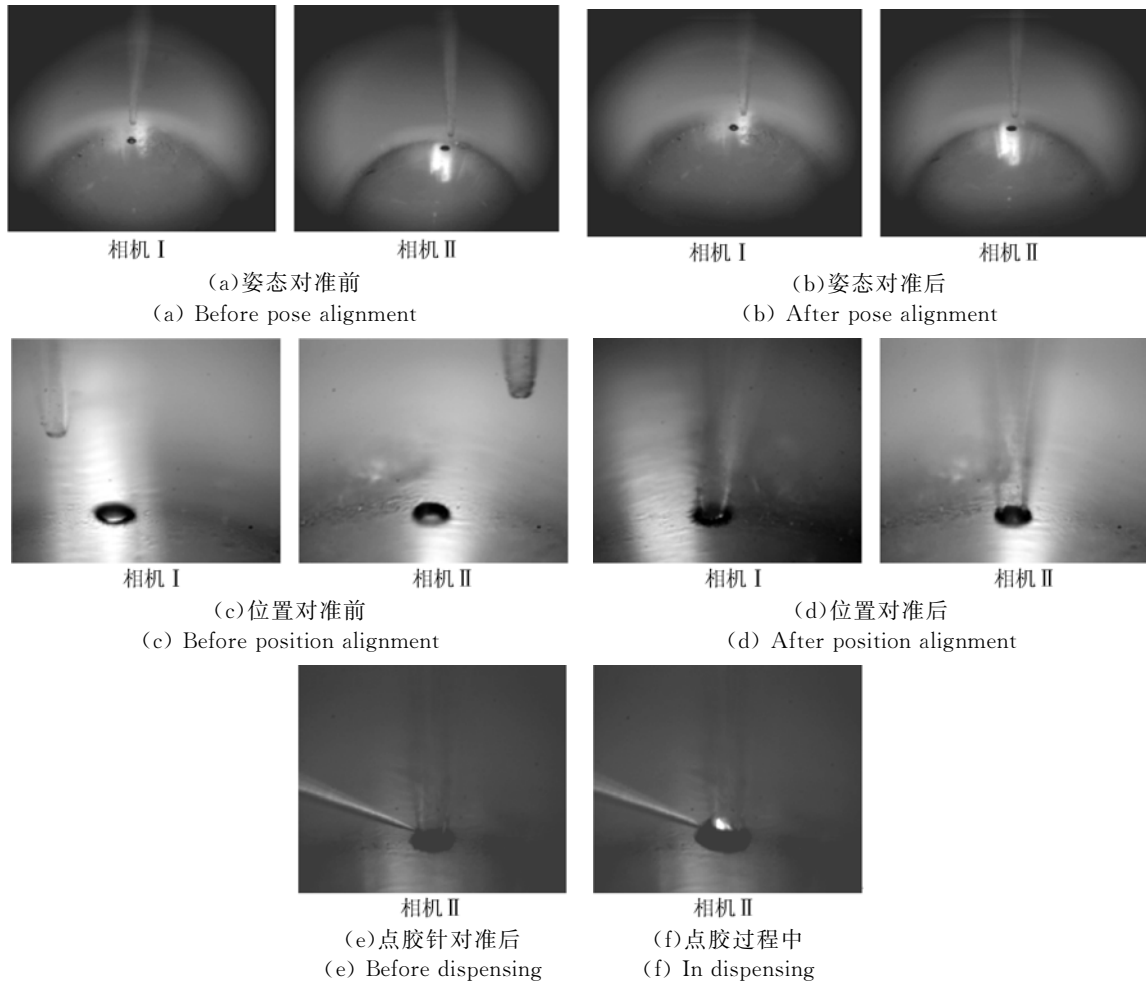 相机Ⅰ 相机Ⅱ 相机Ⅰ 相机Ⅱ
(a)姿态对准前 (b)姿态对准后
(a) Before pose alignment (b) After pose alignment
相机Ⅰ 相机Ⅱ 相机Ⅰ 相机Ⅱ
(c)位置对准前 (d)位置对准后
(c) Before position alignment (d) After position alignment
相机Ⅱ 相机Ⅱ
(e)点胶针对准后 (f)点胶过程中
(e) Before dispensing (f) In dispensing